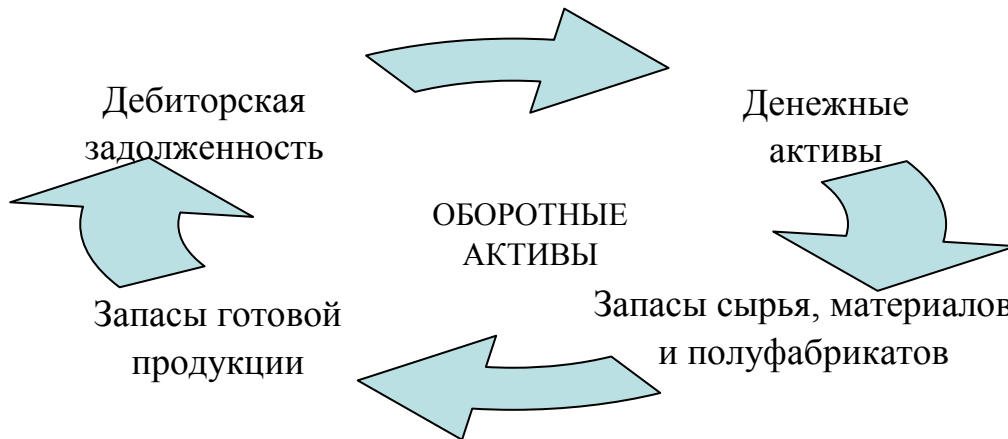 Дебиторская
задолженность
Денежные
активы
ОБОРОТНЫЕ
АКТИВЫ
Запасы готовой
продукции
Запасы сырья, материалов
и полуфабрикатов